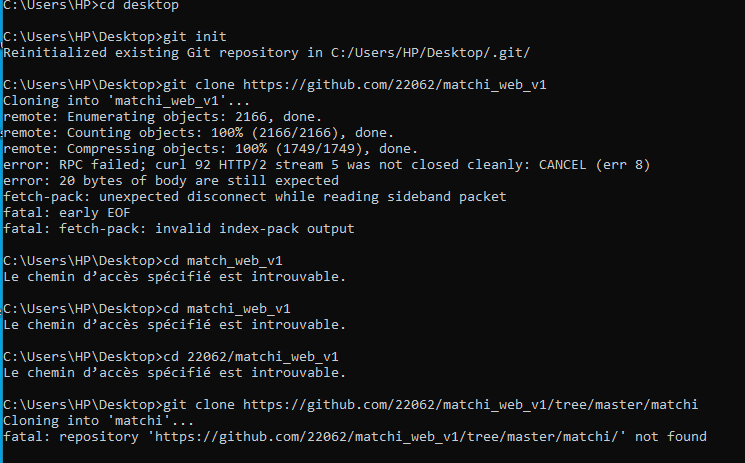 C:\Users\HP>cd desktop
C:\Users\HP\Desktop>git init
Reinitialized existing Git repository in C:/Users/HP/Desktop/.git/
C:\Users\HP\Desktop>git clone https://github.com/22062/matchi_web_v1
Cloning into 'matchi_web_v1'...
remote: Enumerating objects: 2166, done.
remote: Counting objects: 100% (2166/2166), done.
remote: Compressing objects: 100% (1749/1749), done.
error: RPC failed; curl 92 HTTP/2 stream 5 was not closed cleanly: CANCEL (err 8)
error: 20 bytes of body are still expected
fetch-pack: unexpected disconnect while reading sideband packet
fatal: early EOF
fatal: fetch-pack: invalid index-pack output
C:\Users\HP\Desktop>cd match_web_v1
Le chemin d’accès spécifié est introuvable.
C:\Users\HP\Desktop>cd matchi_web_v1
Le chemin d’accès spécifié est introuvable.
C:\Users\HP\Desktop>cd 22062/matchi_web_v1
Le chemin d’accès spécifié est introuvable.
C:\Users\HP\Desktop>git clone https://github.com/22062/matchi_web_v1/tree/master/matchi
Cloning into 'matchi'...
fatal: repository 'https://github.com/22062/matchi_web_v1/tree/master/matchi/' not found